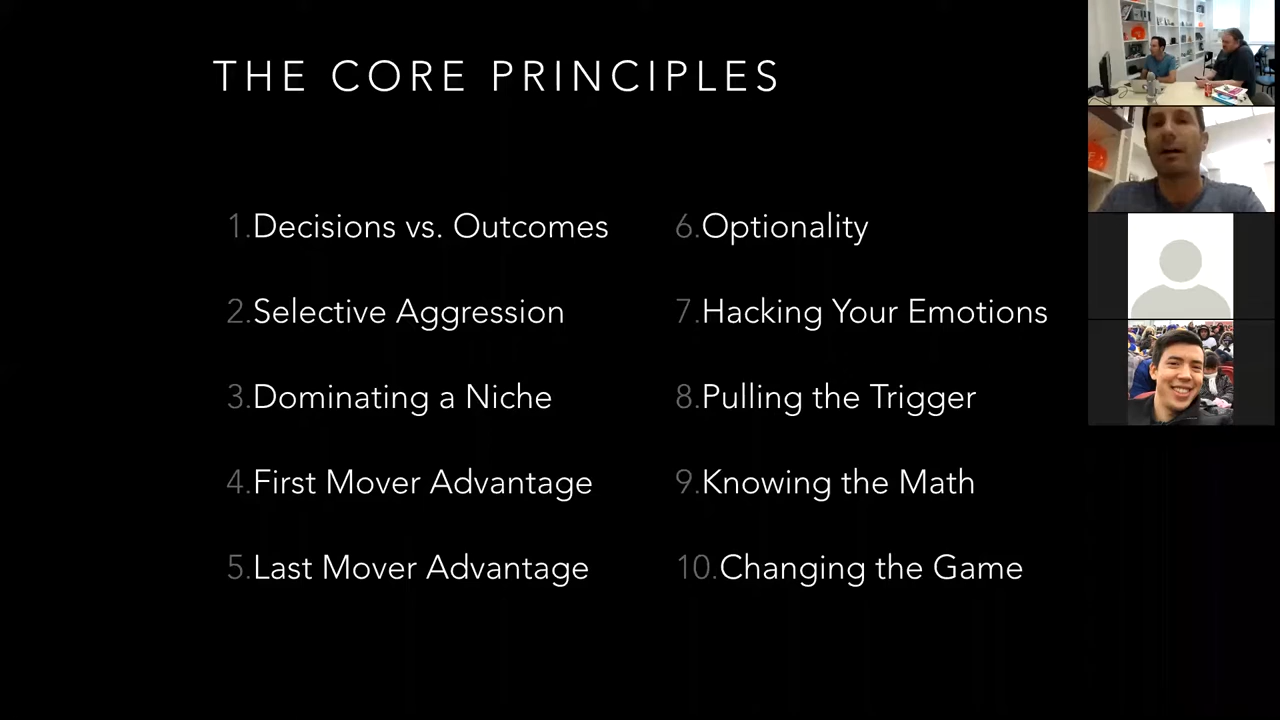 THE CORE PRINCIPLES
1.Decisions vs. Outcomes
2.Selective Aggression
3.Dominating a Niche
4.First Mover Advantage
5.Last Mover Advantage
6.Optionality
7.Hacking Your Emotions
8.Pulling the Trigger
9.Knowing the Math
10.Changing the Game